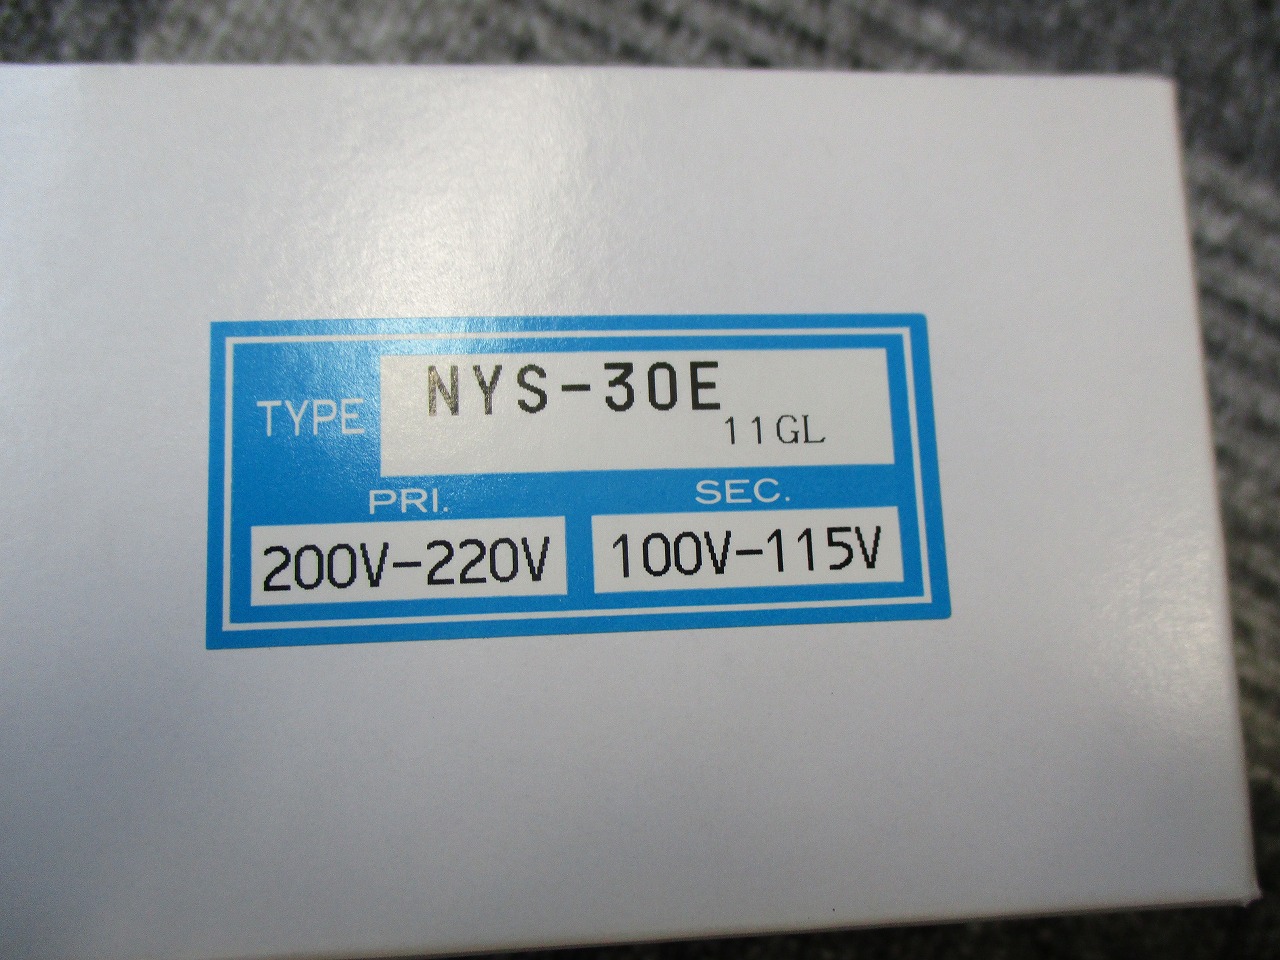 TYPE NYS-30E
11GL
PRI. SEC.
200V-220V 100V-115V